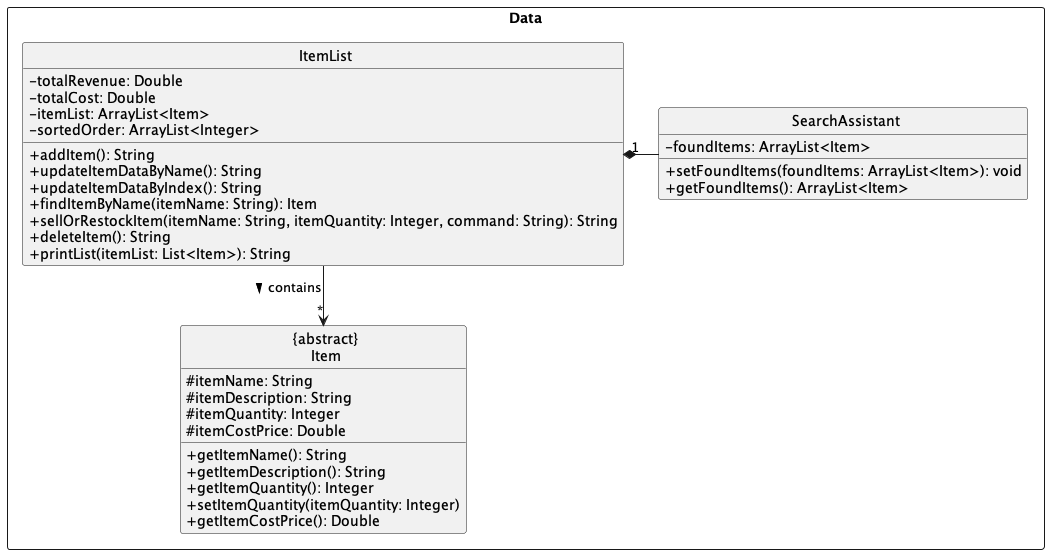 Data
ItemList
-totalRevenue: Double
-totalCost: Double
-itemList: ArrayList<Item>
-sortedOrder: ArrayList<Integer>
+addItem(): String
+updateItemDataByName(): String
+updateItemDataByIndex(): String
+findItemByName(itemName: String): Item
+sellOrRestockItem(itemName: String, itemQuantity: Integer, command: String): String
+deleteItem(): String
+printList(itemList: List<Item>): String
1
SearchAssistant
-foundItems: ArrayList<Item>
+setFoundItems(foundItems: ArrayList<Item>): void
+getFoundItems(): ArrayList<Item>
contains
*
{abstract}
Item
#itemName: String
#itemDescription: String
#itemQuantity: Integer
#itemCostPrice: Double
+getItemName(): String
+getItemDescription(): String
+getItemQuantity(): Integer
+setItemQuantity(itemQuantity: Integer)
+getItemCostPrice(): Double